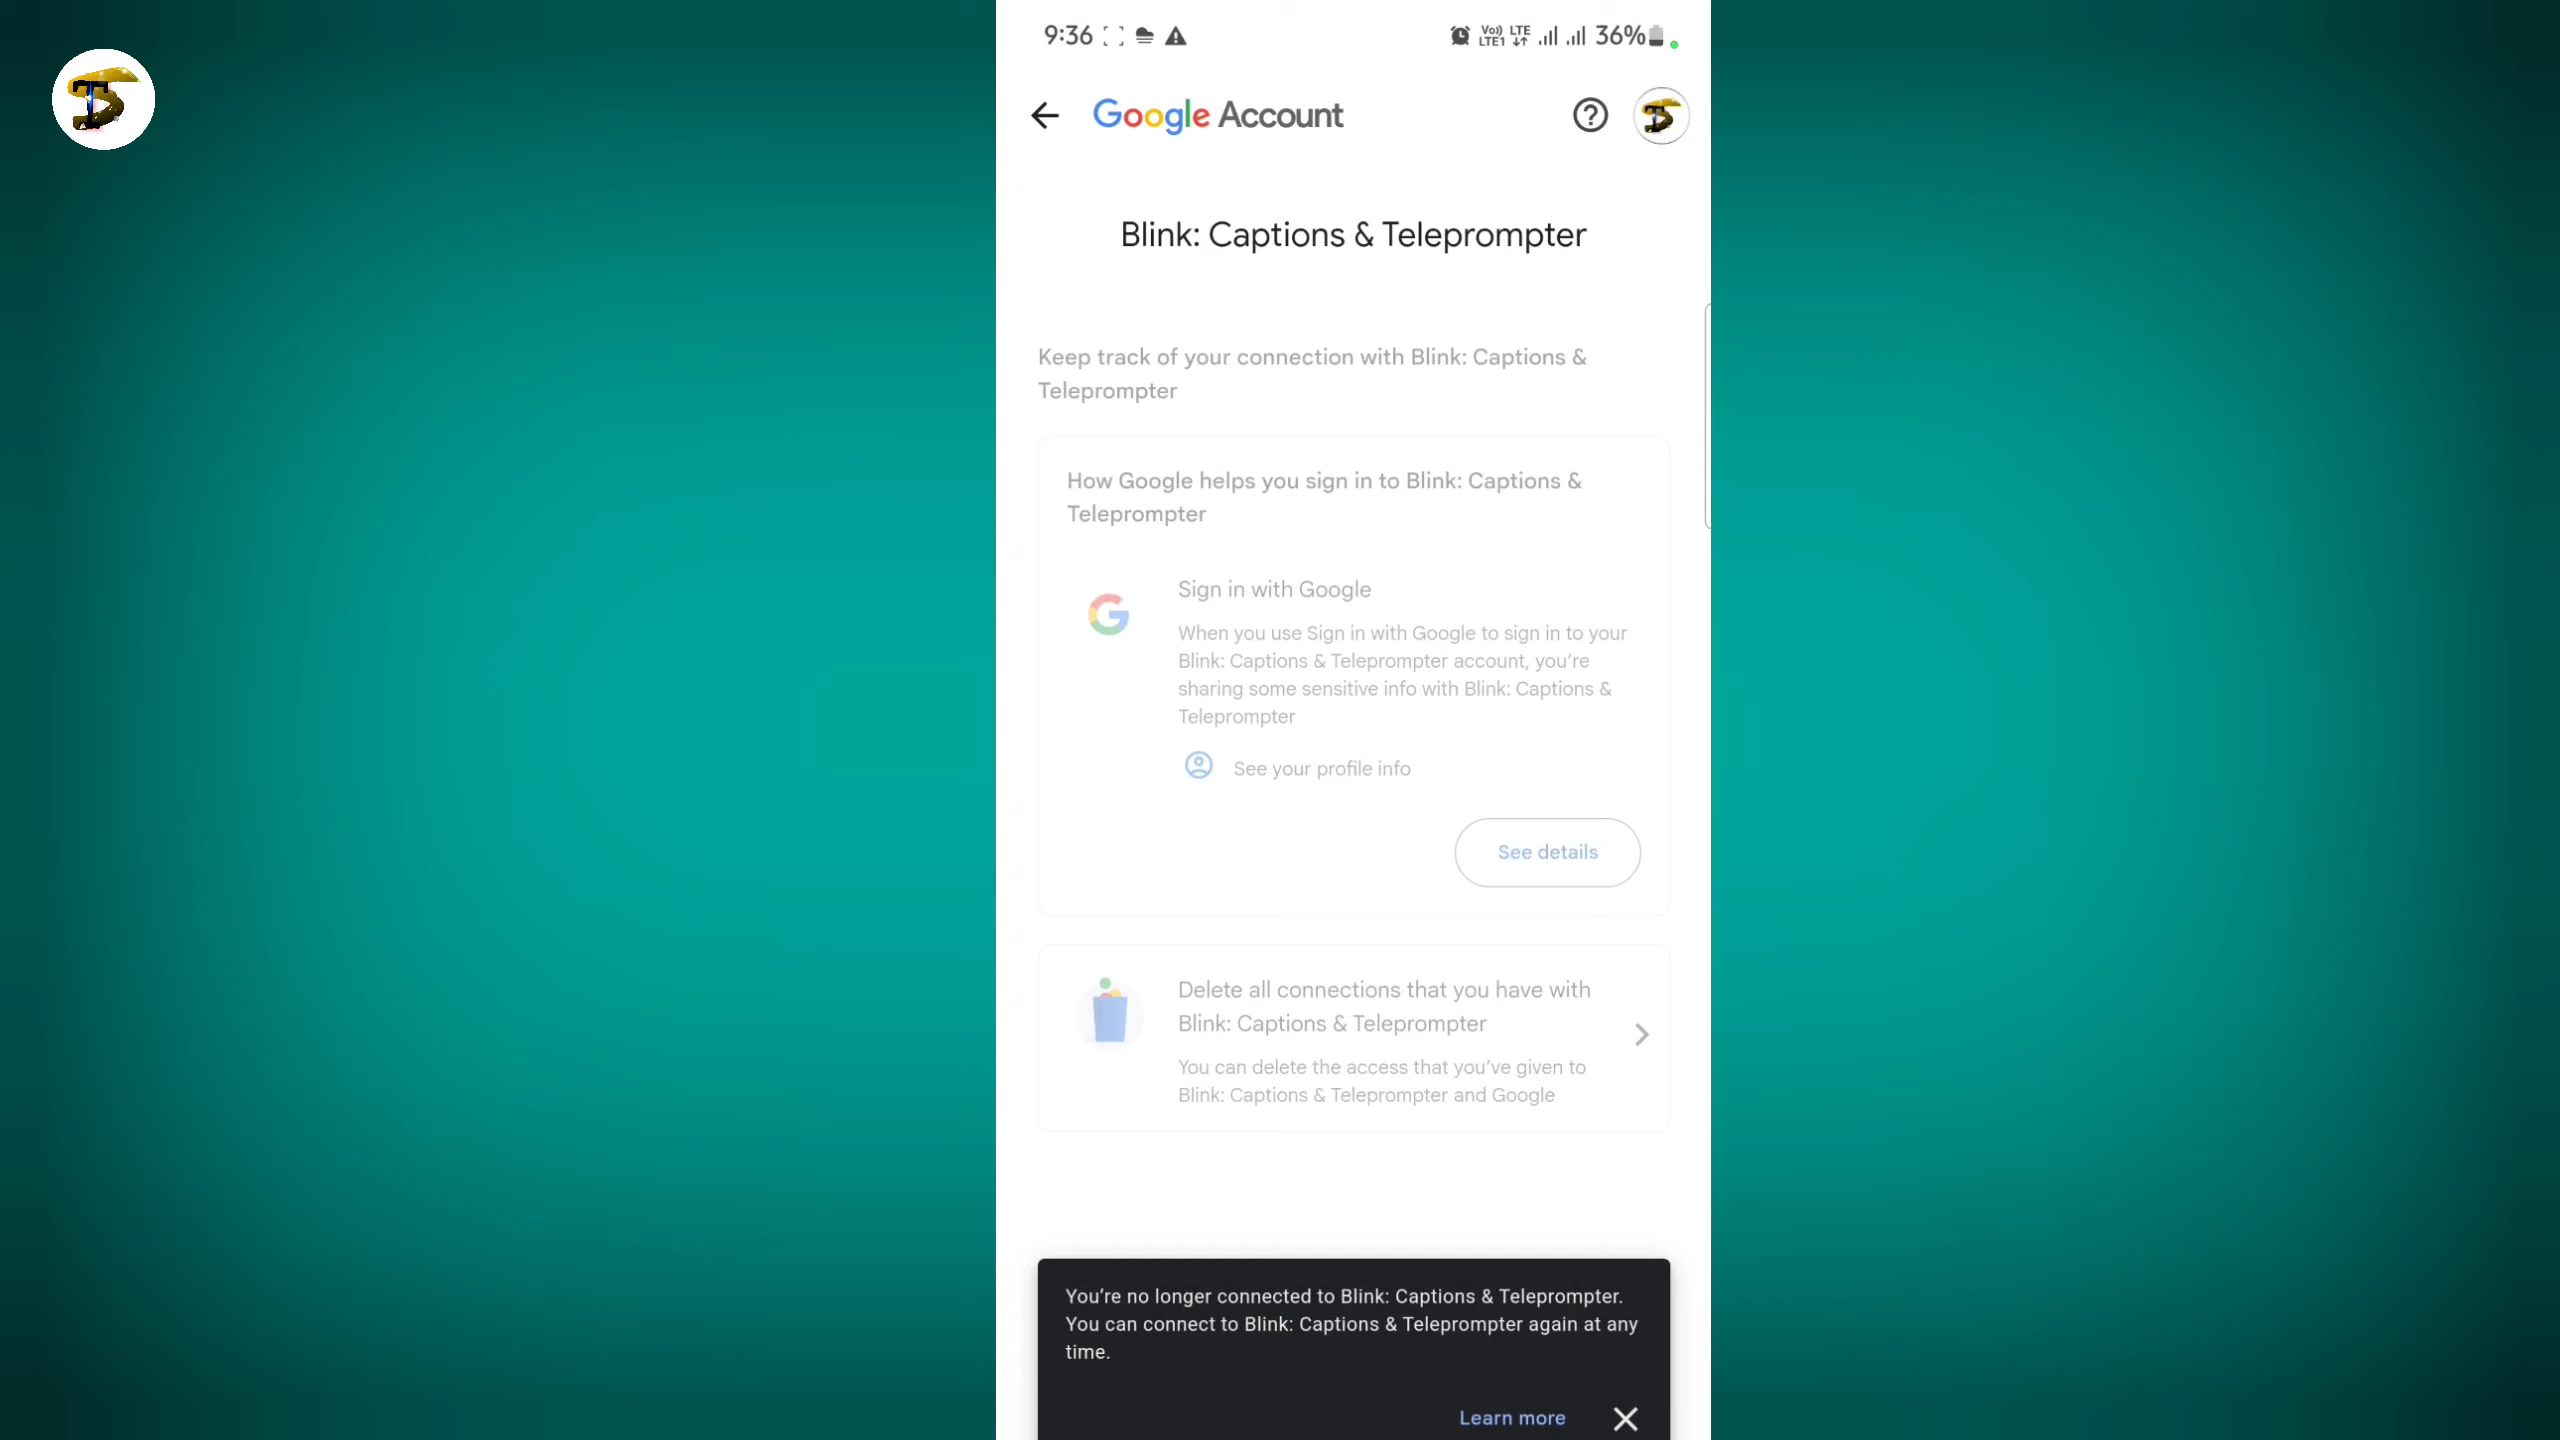 9:36
Vo)) LTE
LTE1
36%
Google Account
Blink: Captions & Teleprompter
Keep track of your connection with Blink: Captions &
Teleprompter
How Google helps you sign in to Blink: Captions &
Teleprompter
Sign in with Google
When you use Sign in with Google to sign in to your
Blink: Captions & Teleprompter account, you’re
sharing some sensitive info with Blink: Captions &
Teleprompter
See your profile info
See details
Delete all connections that you have with
Blink: Captions & Teleprompter
You can delete the access that you’ve given to
Blink: Captions & Teleprompter and Google
You’re no longer connected to Blink: Captions & Teleprompter.
You can connect to Blink: Captions & Teleprompter again at any
time.
Learn more